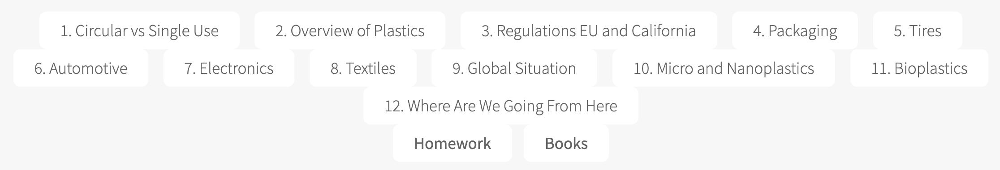 1. Circular vs Single Use 2. Overview of Plastics 3. Regulations EU and California 4. Packaging 5. Tires
6. Automotive 7. Electronics 8. Textiles 9. Global Situation 10. Micro and Nanoplastics 11. Bioplastics
12. Where Are We Going From Here
Homework Books